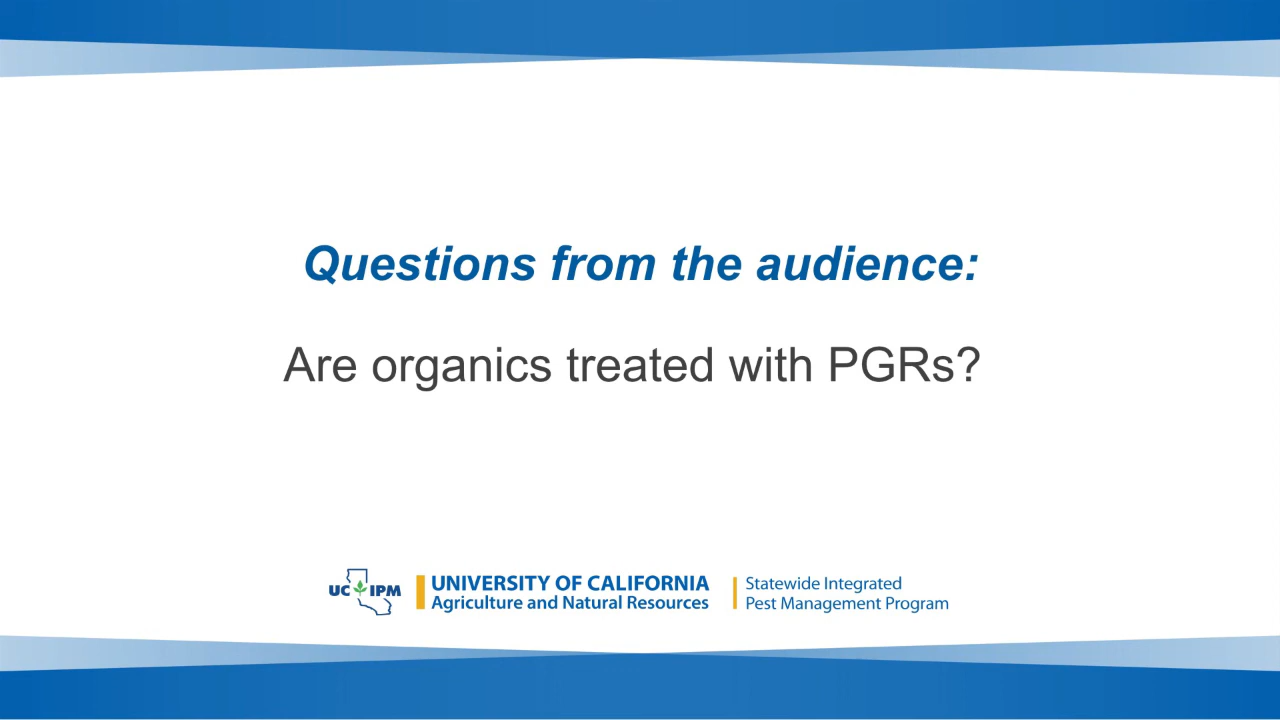 Questions from the audience:
Are organics treated with PGRs?
UC IPM
UNIVERSITY OF CALIFORNIA
Agriculture and Natural Resources
Statewide Integrated
Pest Management Program